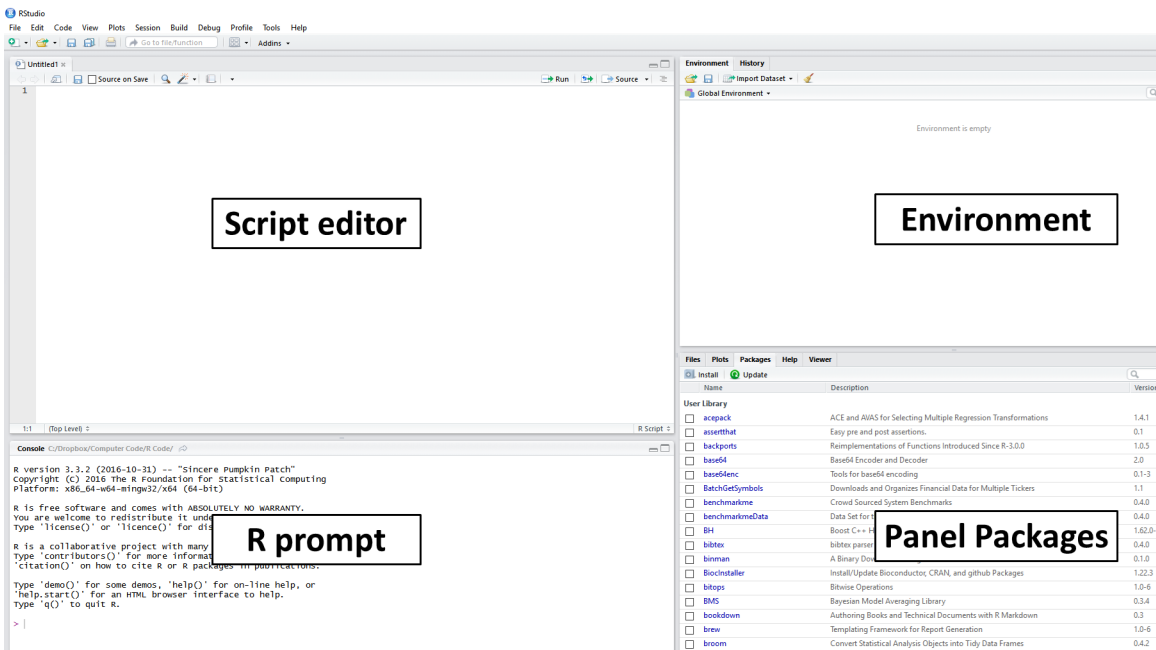 RStudio
File Edit Code View Plots Session Build Debug Profile Tools Help
Go to file/function Addins
Untitled1
Source on Save Run Source
1
Script editor
1:1 (Top Level) R Script
Console C:/Dropbox/Computer Code/R Code/
R version 3.3.2 (2016-10-31) -- "Sincere Pumpkin Patch"
Copyright (C) 2016 The R Foundation for Statistical Computing
Platform: x86_64-w64-mingw32/x64 (64-bit)
R is free software and comes with ABSOLUTELY NO WARRANTY.
You are welcome to redistribute it unde
Type 'license()' or 'licence()' for dis
R prompt
R is a collaborative project with many
Type 'contributors()' for more informat
'citation()' on how to cite R or R packages in publications.
Type 'demo()' for some demos, 'help()' for on-line help, or
'help.start()' for an HTML browser interface to help.
Type 'q()' to quit R.
>
Environment History
Import Dataset
Global Environment
Environment is empty
Environment
Files Plots Packages Help Viewer
Install Update
Name Description Version
User Library
acepack ACE and AVAS for Selecting Multiple Regression Transformations 1.4.1
assertthat Easy pre and post assertions. 0.1
backports Reimplementations of Functions Introduced Since R-3.0.0 1.0.5
base64 Base64 Encoder and Decoder 2.0
base64enc Tools for base64 encoding 0.1-3
BatchGetSymbols Downloads and Organizes Financial Data for Multiple Tickers 1.1
benchmarkme Crowd Sourced System Benchmarks 0.4.0
benchmarkmeData Data Set for 0.4.0
BH Boost C++ H 1.62.0-
bibtex bibtex parser 0.4.0
Panel Packages
binman A Binary Dow 0.1.0
BiocInstaller Install/Update Bioconductor, CRAN, and github Packages 1.22.3
bitops Bitwise Operations 1.0-6
BMS Bayesian Model Averaging Library 0.3.4
bookdown Authoring Books and Technical Documents with R Markdown 0.3
brew Templating Framework for Report Generation 1.0-6
broom Convert Statistical Analysis Objects into Tidy Data Frames 0.4.2